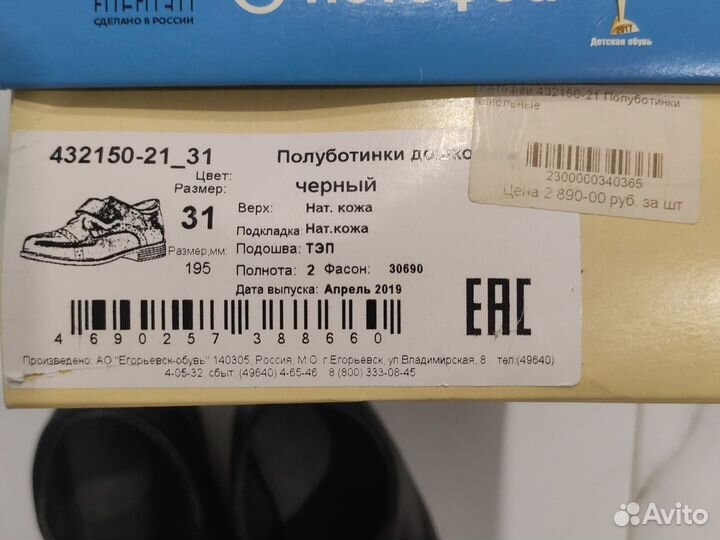 СДЕЛАНО В РОССИИ
2017
Детская обувь
432150-21 Полуботинки
школьные
2300000340365
Цена 2 890-00 руб. за шт
432150-21_31
Полуботинки
Цвет:
черный
Размер:
31
Верх: Нат. кожа
Подкладка: Нат.кожа
Размер,мм:
195
Подошва: ТЭП
Полнота: 2 Фасон: 30690
Дата выпуска: Апрель 2019
EAC
4690257388660
Произведено: АО "Егорьевск-обувь" 140305, Россия, М.О. г.Егорьевск, ул.Владимирская, 8 тел:(49640)
4-05-32, сбыт: (49640) 4-65-46 8 (800) 333-08-45
Avito